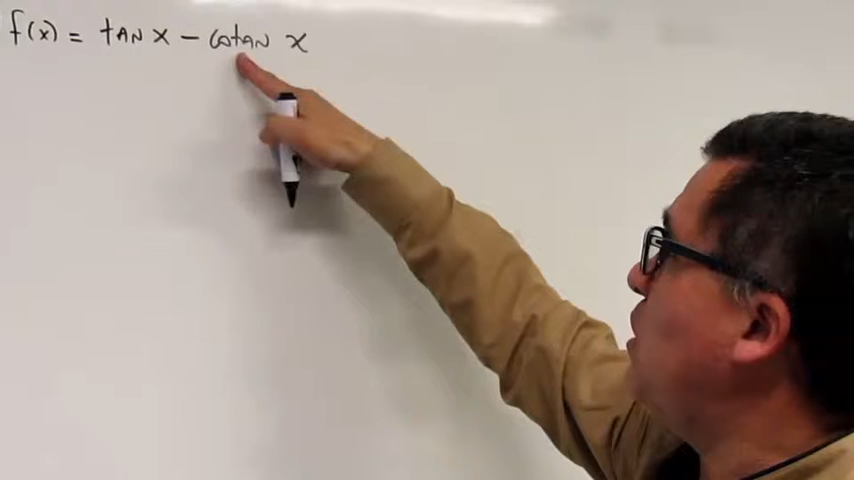 f(x) = tan x - cotan x